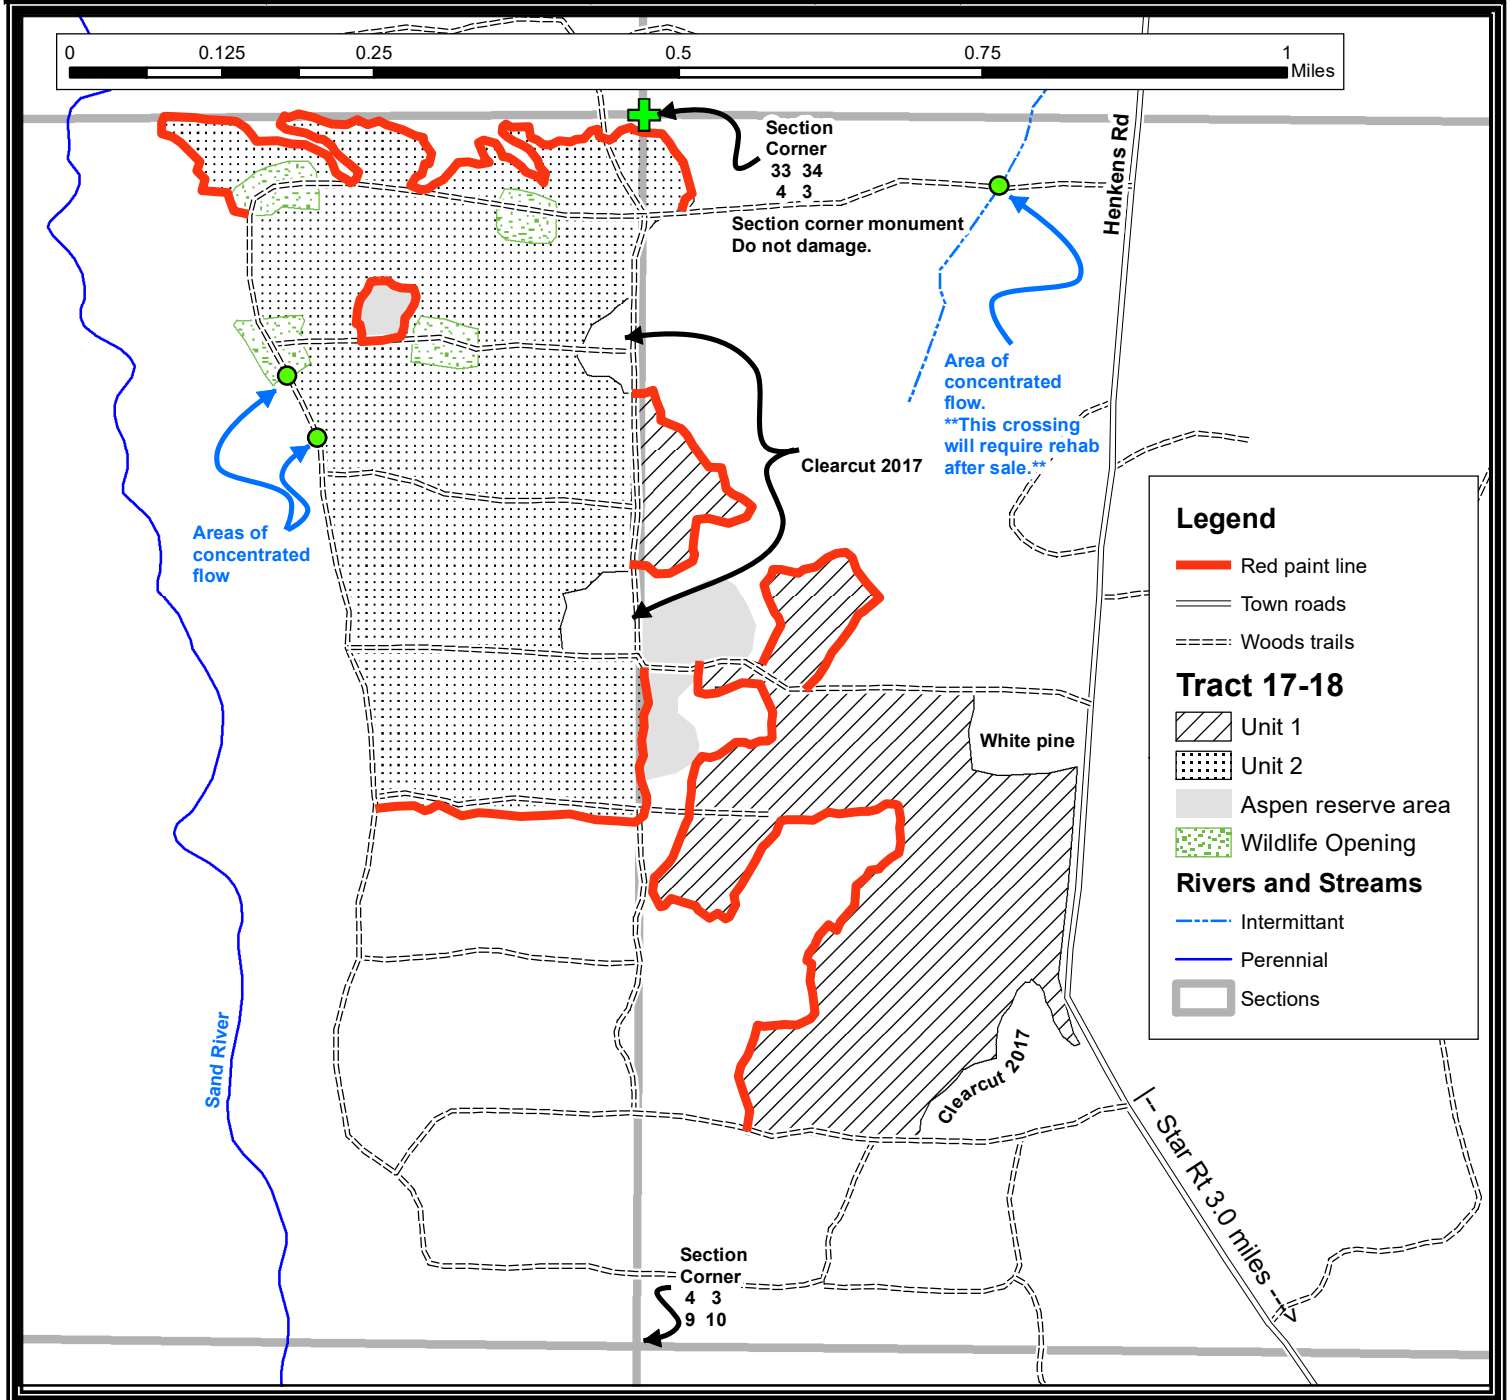 0 0.125 0.25 0.5 0.75 1
Miles
Section
Corner
33 34
4 3
Section corner monument
Do not damage.
Henkens Rd
Area of
concentrated
flow.
**This crossing
will require rehab
after sale.**
Clearcut 2017
Areas of
concentrated
flow
White pine
Sand River
Clearcut 2017
|-- Star Rt 3.0 miles --->
Section
Corner
4 3
9 10
Legend
Red paint line
Town roads
Woods trails
Tract 17-18
Unit 1
Unit 2
Aspen reserve area
Wildlife Opening
Rivers and Streams
Intermittant
Perennial
Sections